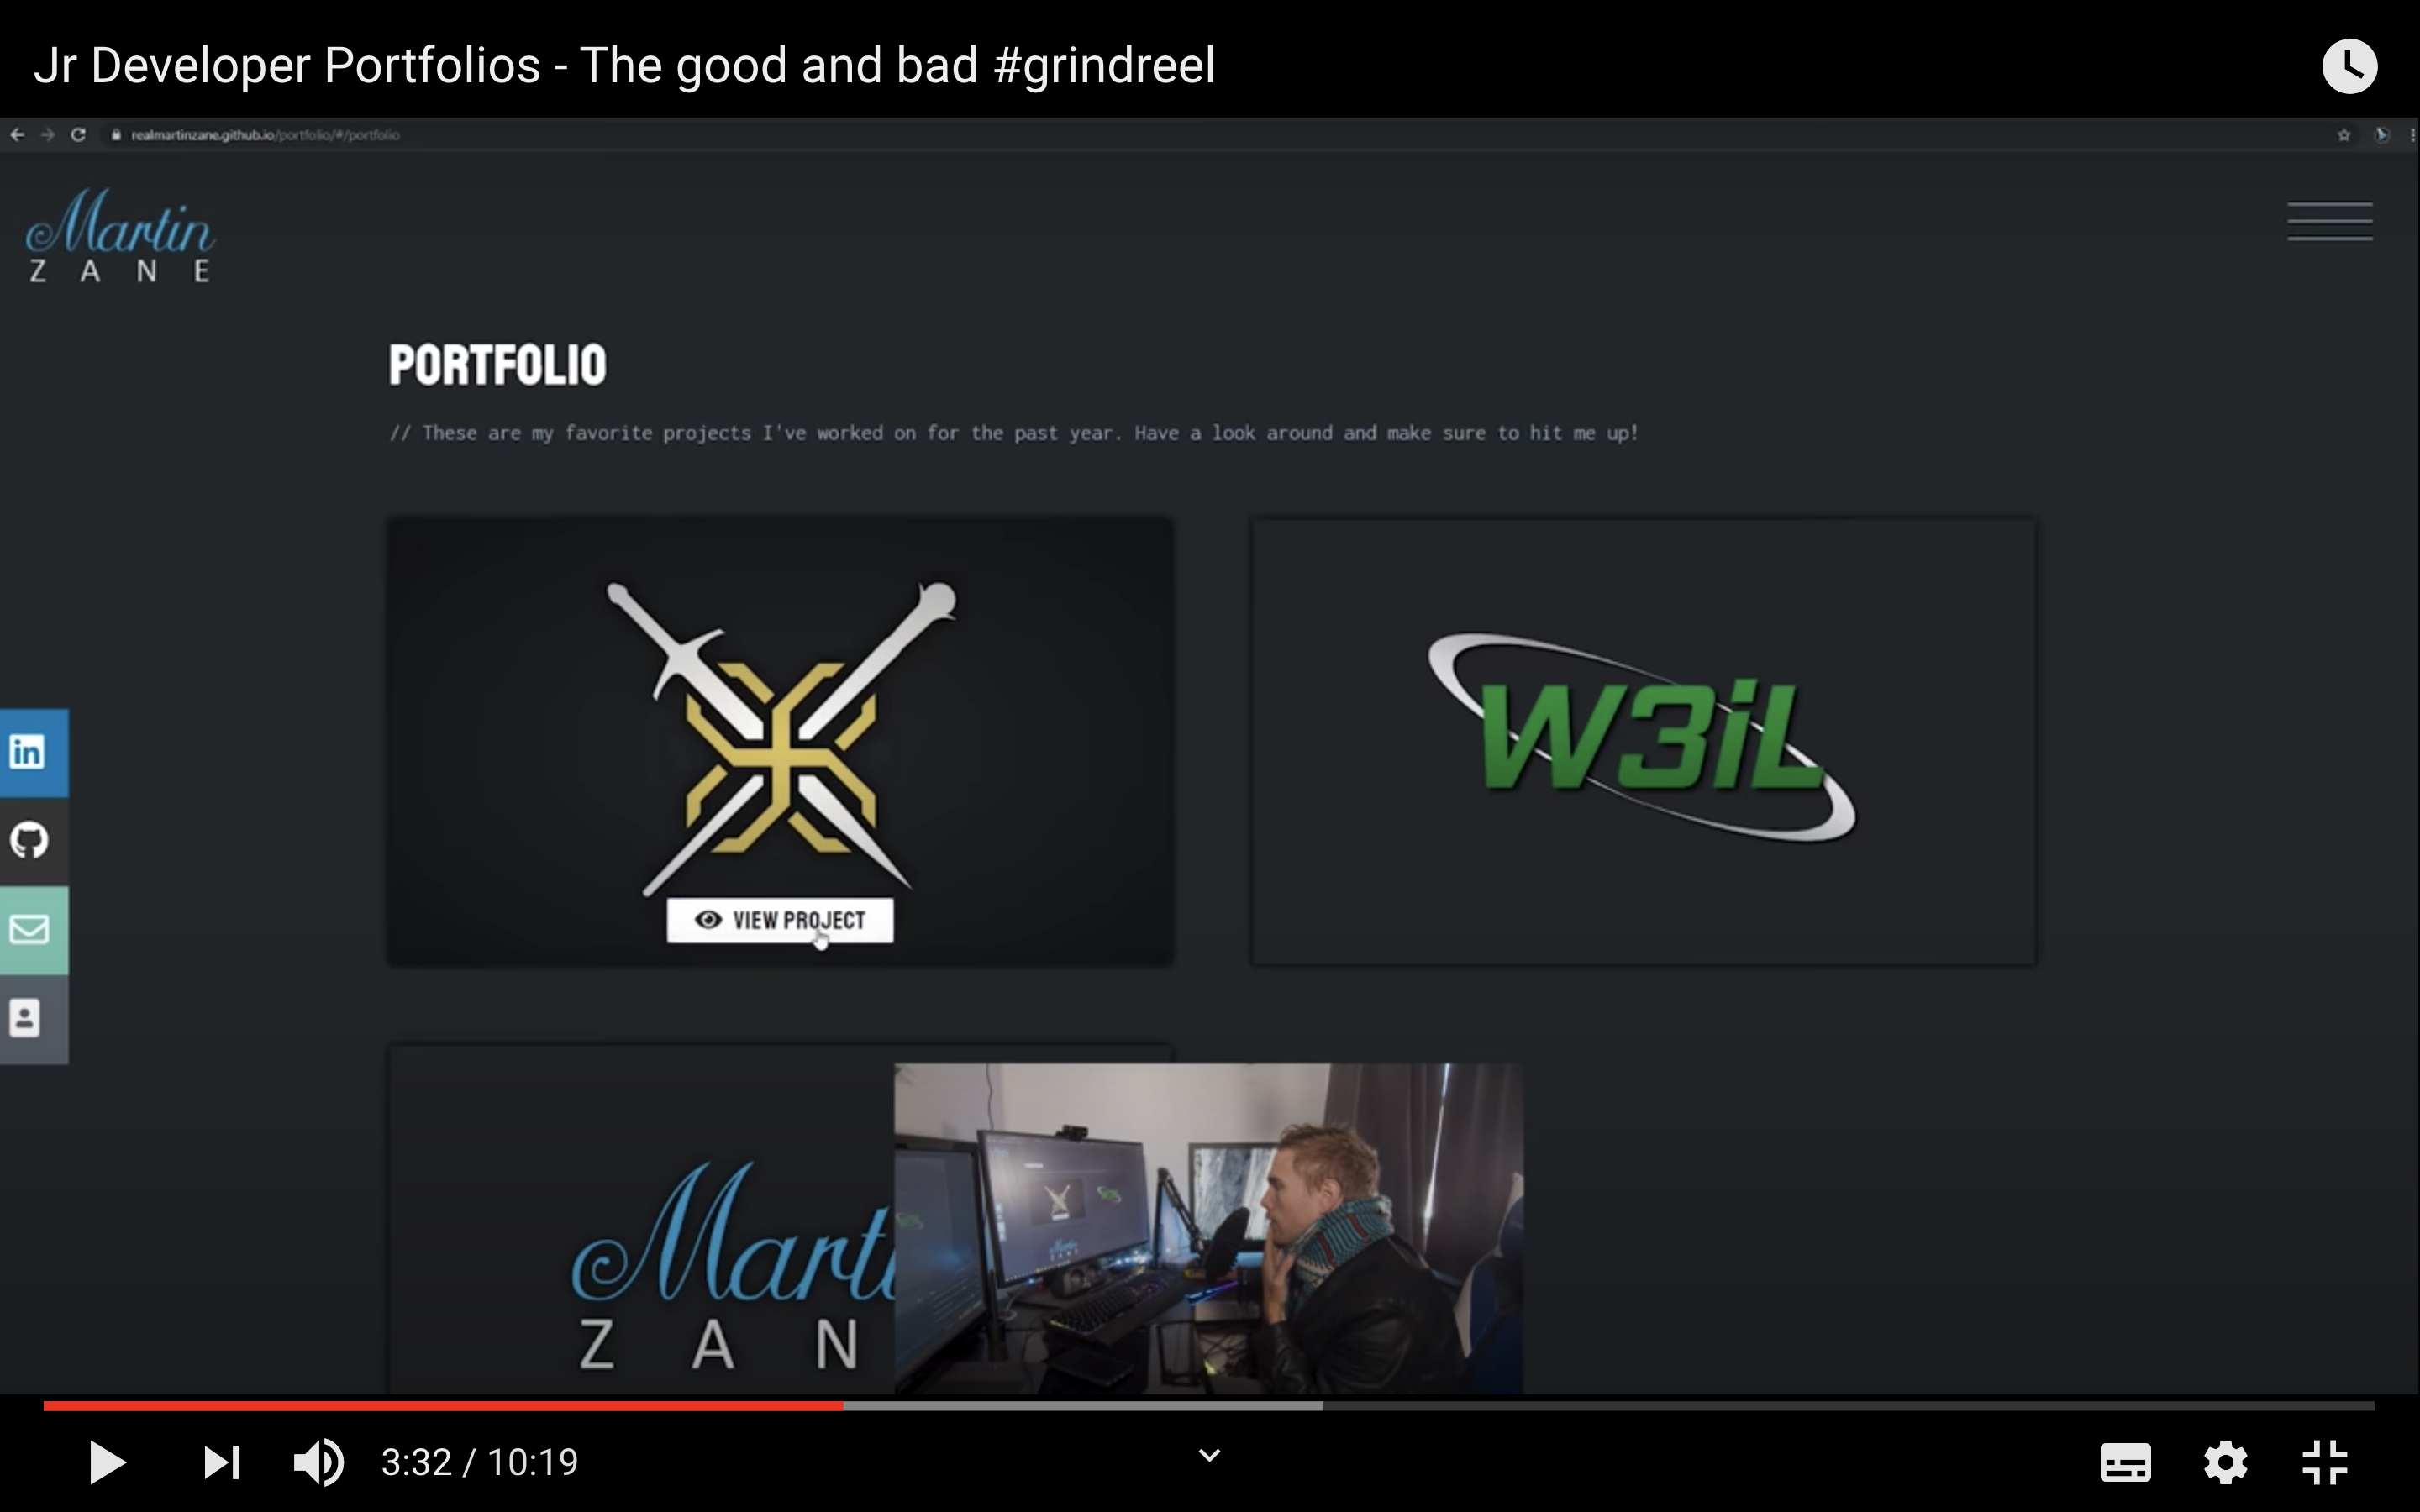 Jr Developer Portfolios - The good and bad #grindreel
realmartinzane.github.io/portfolio/#/portfolio
Martin
Z A N E
PORTFOLIO
// These are my favorite projects I've worked on for the past year. Have a look around and make sure to hit me up!
W3iL
in
VIEW PROJECT
Marti
Z A N
3:32 / 10:19